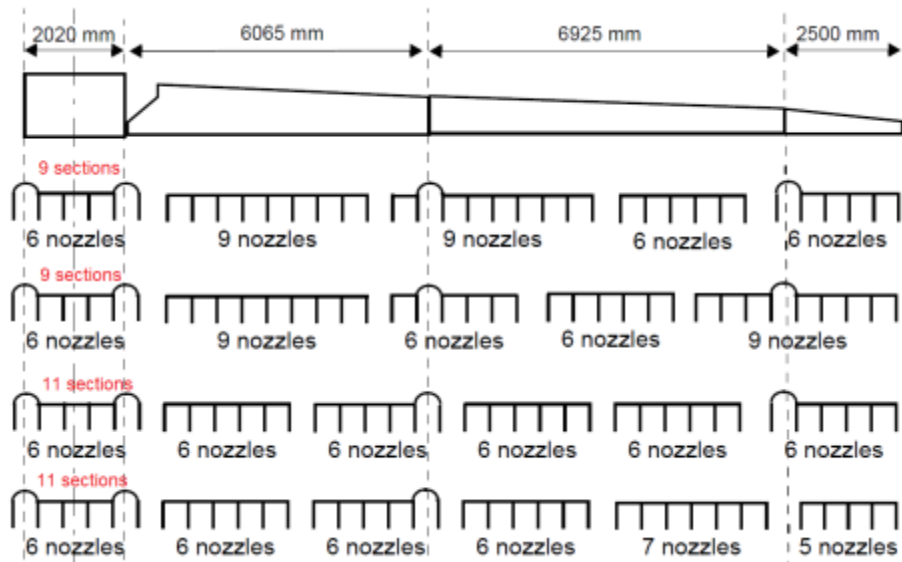 2020 mm 6065 mm 6925 mm 2500 mm
9 sections
6 nozzles 9 nozzles 9 nozzles 6 nozzles 6 nozzles
9 sections
6 nozzles 9 nozzles 6 nozzles 6 nozzles 9 nozzles
11 sections
6 nozzles 6 nozzles 6 nozzles 6 nozzles 6 nozzles 6 nozzles
11 sections
6 nozzles 6 nozzles 6 nozzles 6 nozzles 7 nozzles 5 nozzles